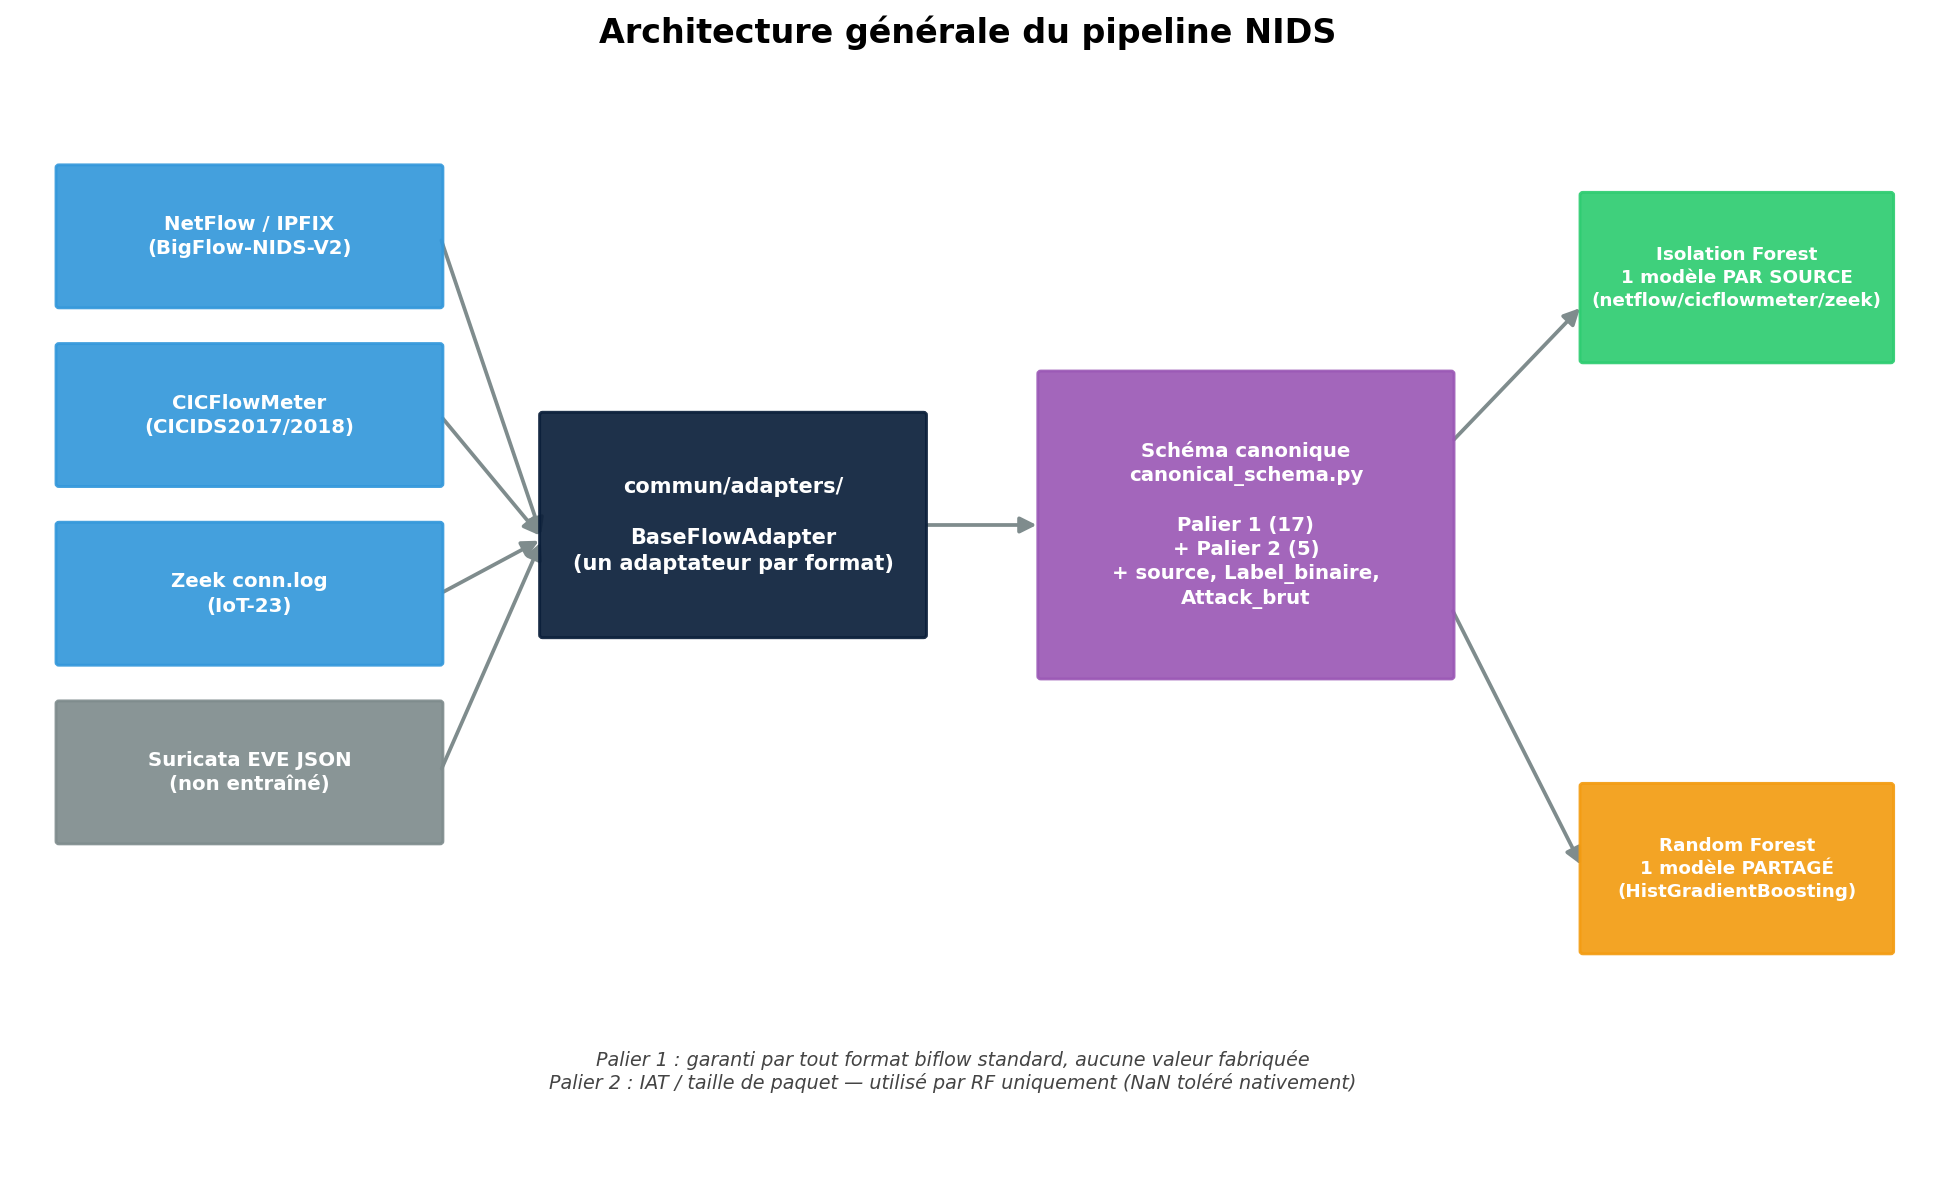 Architecture générale du pipeline NIDS
NetFlow / IPFIX
(BigFlow-NIDS-V2)
CICFlowMeter
(CICIDS2017/2018)
Zeek conn.log
(IoT-23)
Suricata EVE JSON
(non entraîné)
commun/adapters/
BaseFlowAdapter
(un adaptateur par format)
Schéma canonique
canonical_schema.py
Palier 1 (17)
+ Palier 2 (5)
+ source, Label_binaire,
Attack_brut
Isolation Forest
1 modèle PAR SOURCE
(netflow/cicflowmeter/zeek)
Random Forest
1 modèle PARTAGÉ
(HistGradientBoosting)
Palier 1 : garanti par tout format biflow standard, aucune valeur fabriquée
Palier 2 : IAT / taille de paquet — utilisé par RF uniquement (NaN toléré nativement)